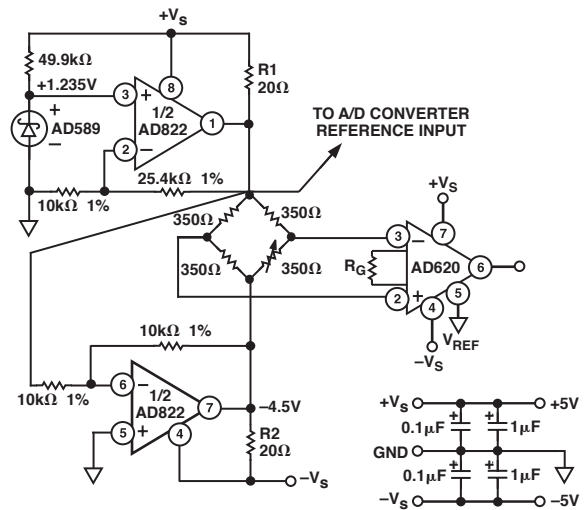 +VS
49.9kΩ
+1.235V
R1
20Ω
3
+
8
1/2
AD822
1
AD589
+
−
2
−
TO A/D CONVERTER
REFERENCE INPUT
10kΩ 1%
25.4kΩ 1%
350Ω
350Ω
350Ω
350Ω
+VS
3
−
7
RG
AD620
6
2
+
4
5
VREF
−VS
10kΩ 1%
10kΩ 1%
6
−
1/2
AD822
7
−4.5V
5
+
4
R2
20Ω
−VS
+VS
+5V
0.1μF
+
+
1μF
GND
0.1μF
+
+
1μF
−VS
−5V